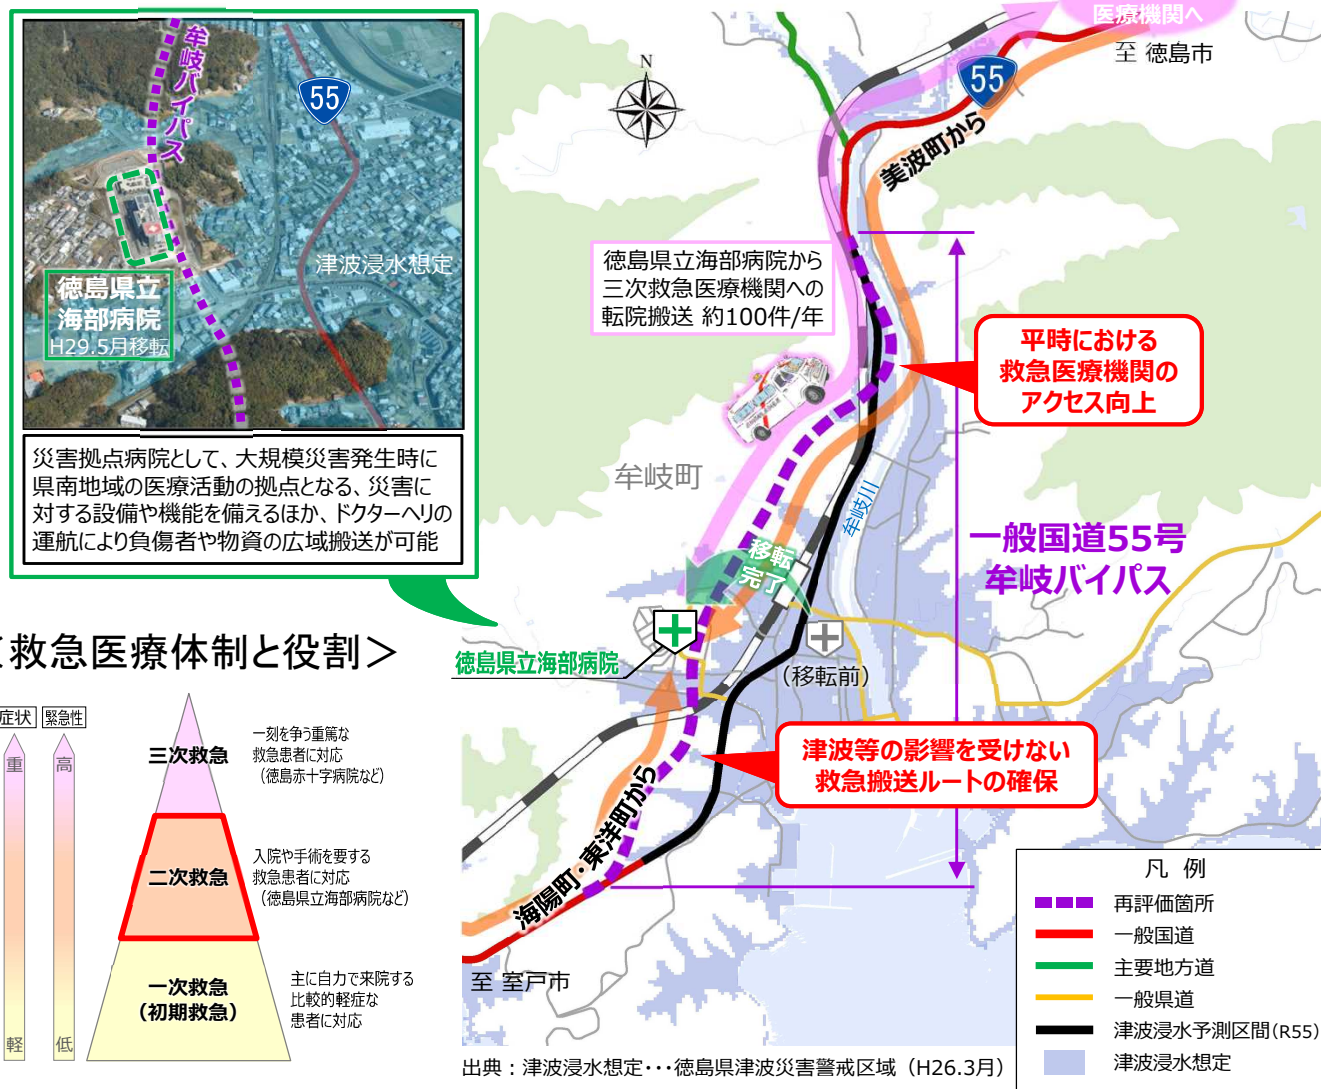 牟岐バイパス
55
津波浸水想定
徳島県立
海部病院
H29.5月移転
災害拠点病院として、大規模災害発生時に
県南地域の医療活動の拠点となる、災害に
対する設備や機能を備えるほか、ドクターヘリの
運航により負傷者や物資の広域搬送が可能
＜救急医療体制と役割＞
症状
緊急性
重
高
軽
低
三次救急
一刻を争う重篤な
救急患者に対応
（徳島赤十字病院など）
二次救急
入院や手術を要する
救急患者に対応
（徳島県立海部病院など）
一次救急
（初期救急）
主に自力で来院する
比較的軽症な
患者に対応
N
医療機関へ
至 徳島市
55
美波町から
徳島県立海部病院から
三次救急医療機関への
転院搬送 約100件/年
平時における
救急医療機関の
アクセス向上
牟岐町
牟岐川
一般国道55号
牟岐バイパス
移転
完了
徳島県立海部病院
（移転前）
津波等の影響を受けない
救急搬送ルートの確保
海陽町・東洋町から
至 室戸市
凡 例
再評価箇所
一般国道
主要地方道
一般県道
津波浸水予測区間(R55)
津波浸水想定
出典：津波浸水想定･･･徳島県津波災害警戒区域（H26.3月）